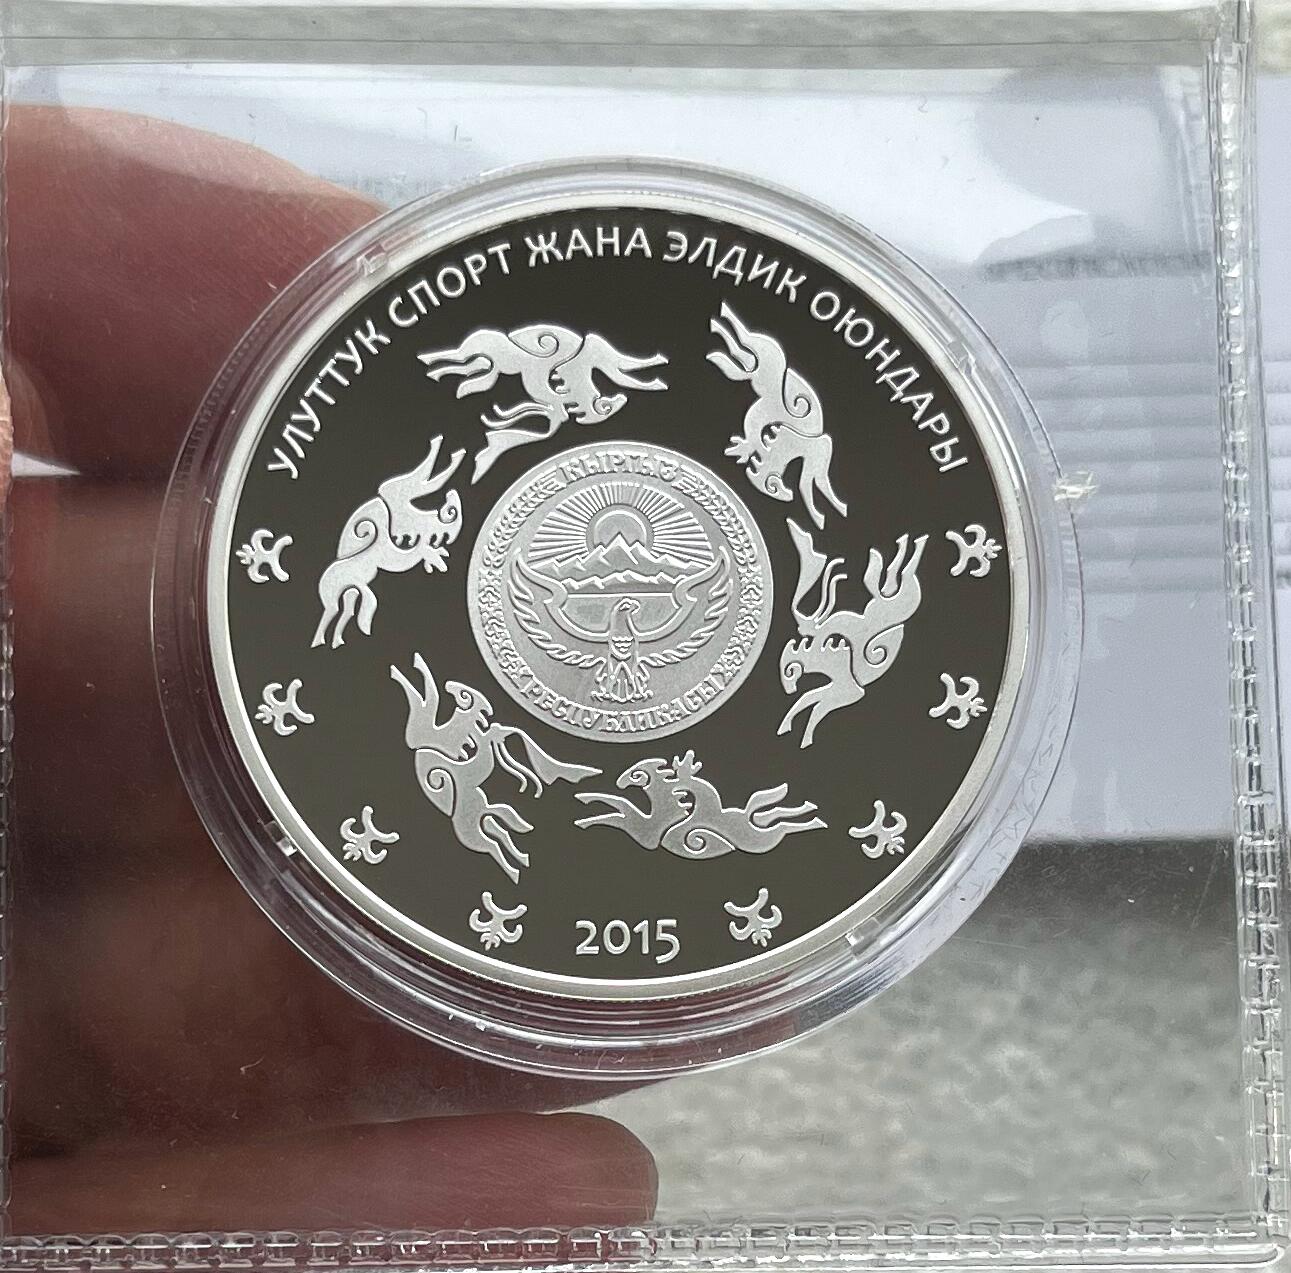 УЛУТТУК СПОРТ ЖАНА ЭЛДИК ОЮНДАРЫ
КЫРГЫЗ
РЕСПУБЛИКАСЫ
2015